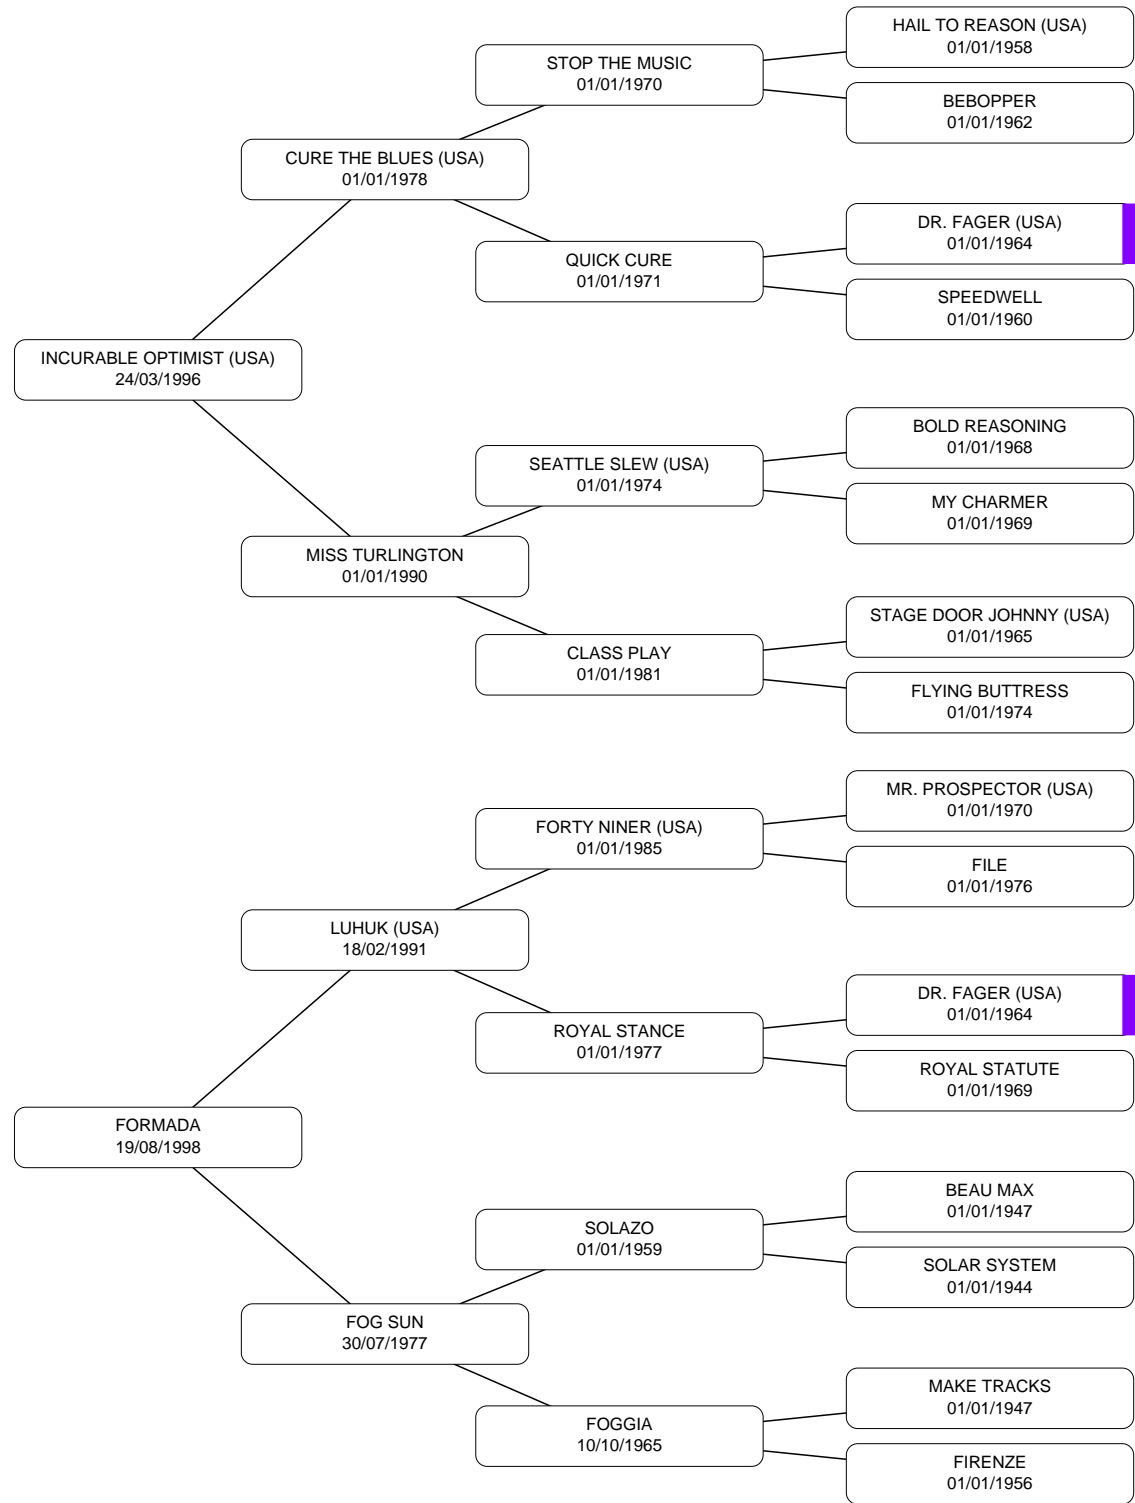 HAIL TO REASON (USA)
01/01/1958
STOP THE MUSIC
01/01/1970
BEBOPPER
01/01/1962
CURE THE BLUES (USA)
01/01/1978
DR. FAGER (USA)
01/01/1964
QUICK CURE
01/01/1971
SPEEDWELL
01/01/1960
INCURABLE OPTIMIST (USA)
24/03/1996
BOLD REASONING
01/01/1968
SEATTLE SLEW (USA)
01/01/1974
MY CHARMER
01/01/1969
MISS TURLINGTON
01/01/1990
STAGE DOOR JOHNNY (USA)
01/01/1965
CLASS PLAY
01/01/1981
FLYING BUTTRESS
01/01/1974
MR. PROSPECTOR (USA)
01/01/1970
FORTY NINER (USA)
01/01/1985
FILE
01/01/1976
LUHUK (USA)
18/02/1991
DR. FAGER (USA)
01/01/1964
ROYAL STANCE
01/01/1977
ROYAL STATUTE
01/01/1969
FORMADA
19/08/1998
BEAU MAX
01/01/1947
SOLAZO
01/01/1959
SOLAR SYSTEM
01/01/1944
FOG SUN
30/07/1977
MAKE TRACKS
01/01/1947
FOGGIA
10/10/1965
FIRENZE
01/01/1956